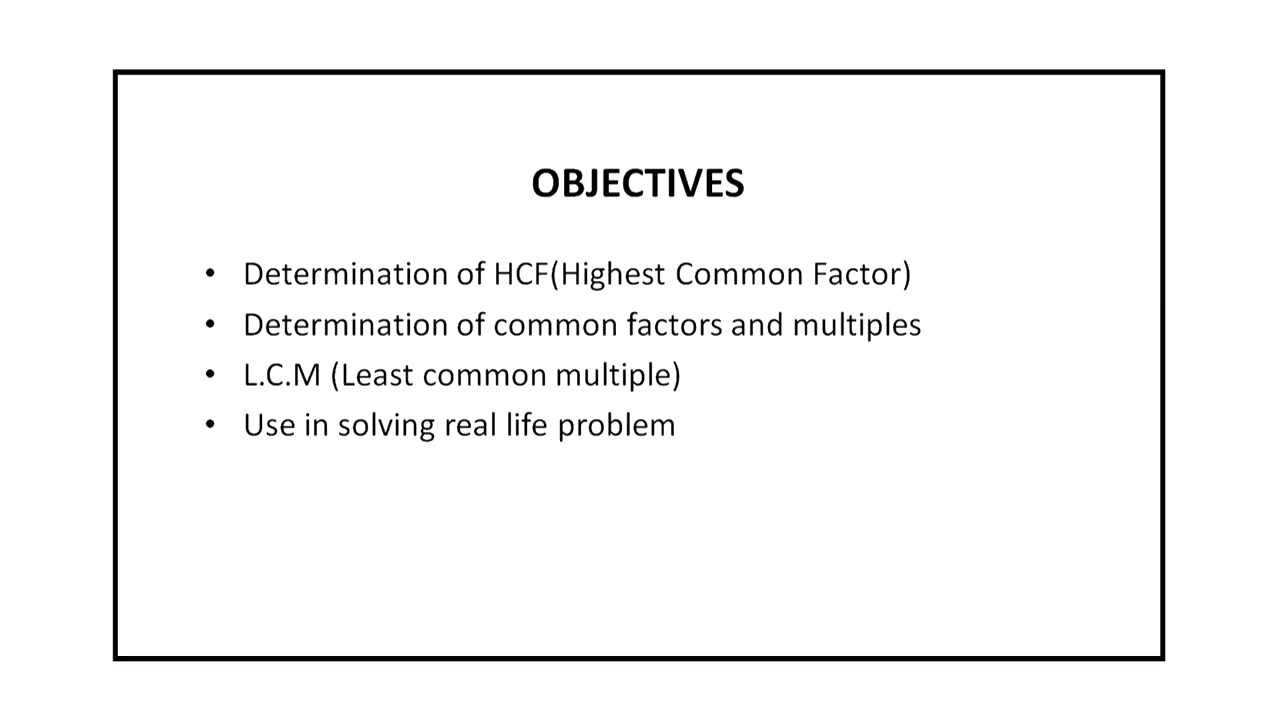 OBJECTIVES
• Determination of HCF(Highest Common Factor)
• Determination of common factors and multiples
• L.C.M (Least common multiple)
• Use in solving real life problem